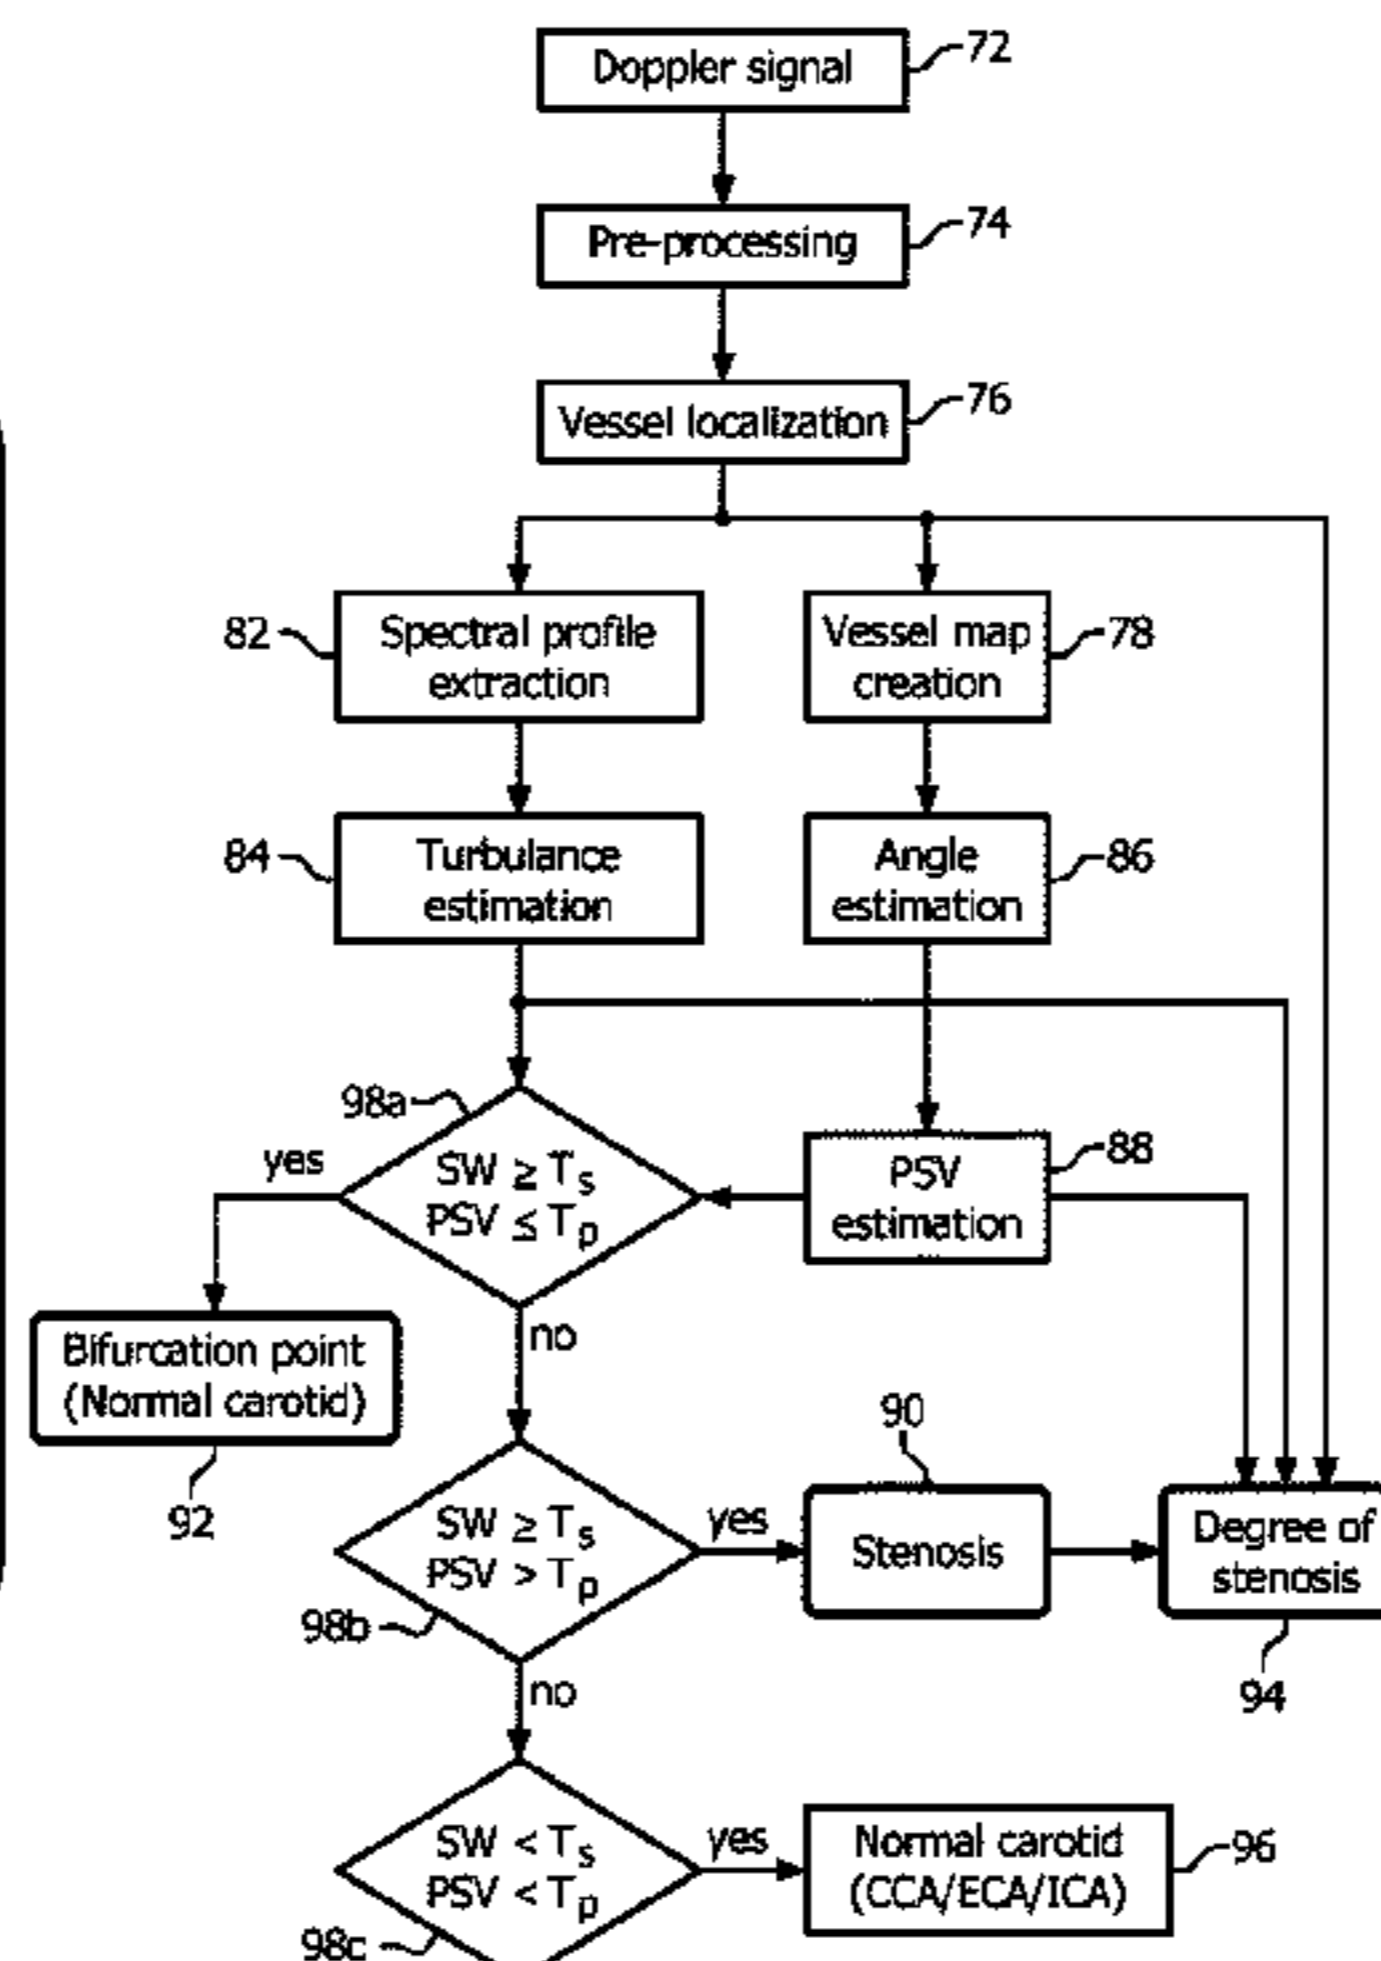 Doppler signal
72
Pre-processing
74
Vessel localization
76
82
Spectral profile
extraction
Vessel map
creation
78
84
Turbulance
estimation
Angle
estimation
86
98a
yes
SW ≥ Ts
PSV ≤ Tp
PSV
estimation
88
no
Bifurcation point
(Normal carotid)
92
90
SW ≥ Ts
PSV > Tp
yes
Stenosis
Degree of
stenosis
98b
94
no
SW < Ts
PSV < Tp
yes
Normal carotid
(CCA/ECA/ICA)
96
98c